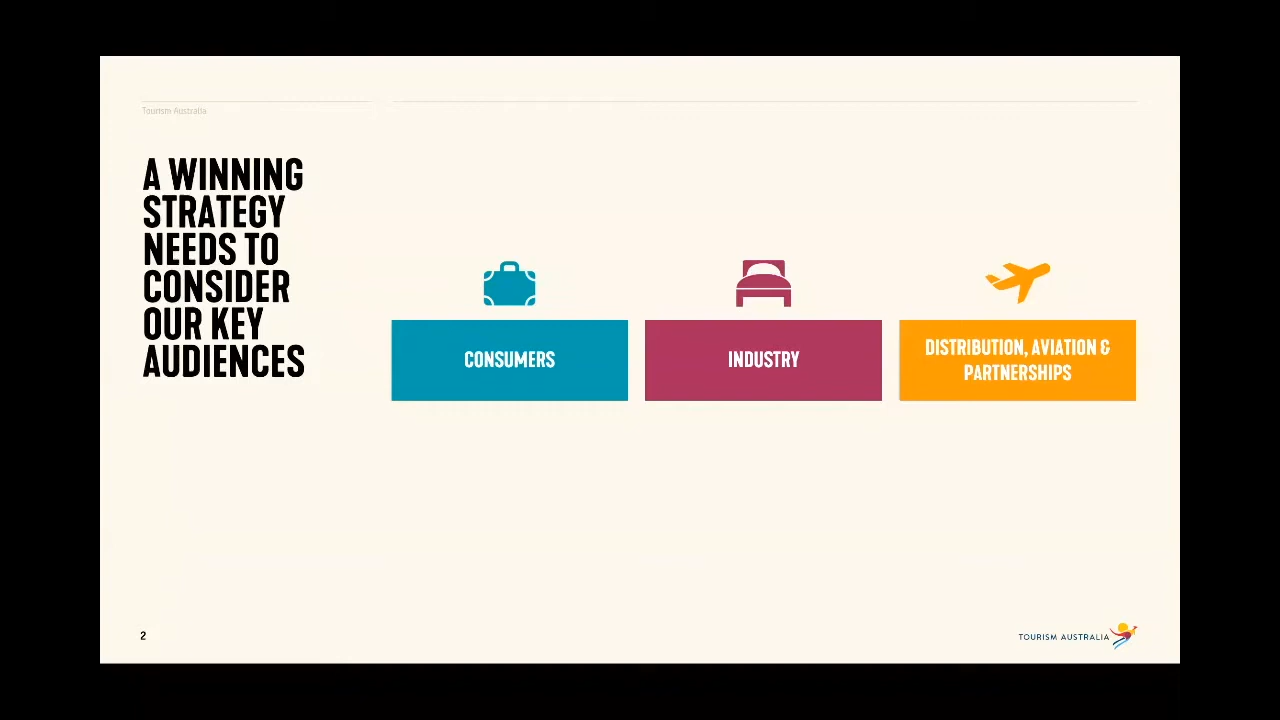 Tourism Australia
A WINNING
STRATEGY
NEEDS TO
CONSIDER
OUR KEY
AUDIENCES
CONSUMERS
INDUSTRY
DISTRIBUTION, AVIATION &
PARTNERSHIPS
2
TOURISM AUSTRALIA